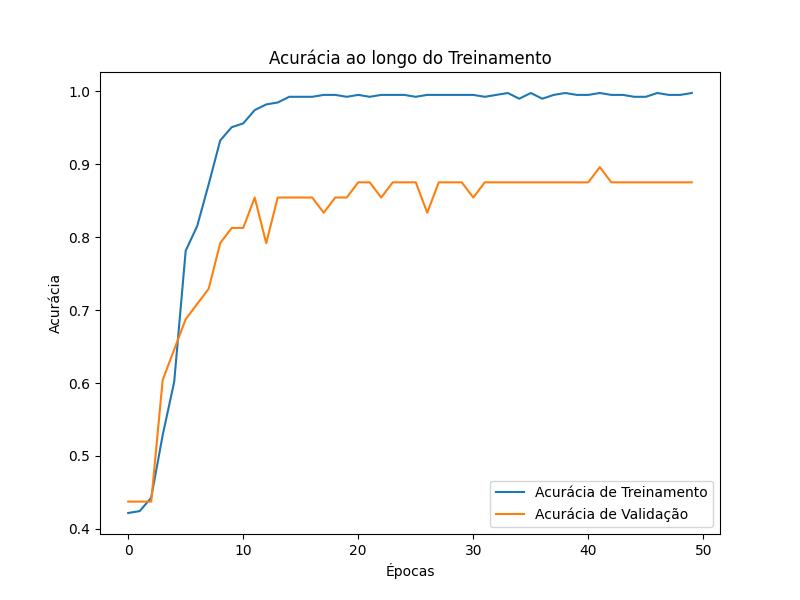 Acurácia ao longo do Treinamento
1.0
0.9
0.8
0.7
0.6
0.5
0.4
Acurácia
0 10 20 30 40 50
Épocas
Acurácia de Treinamento
Acurácia de Validação